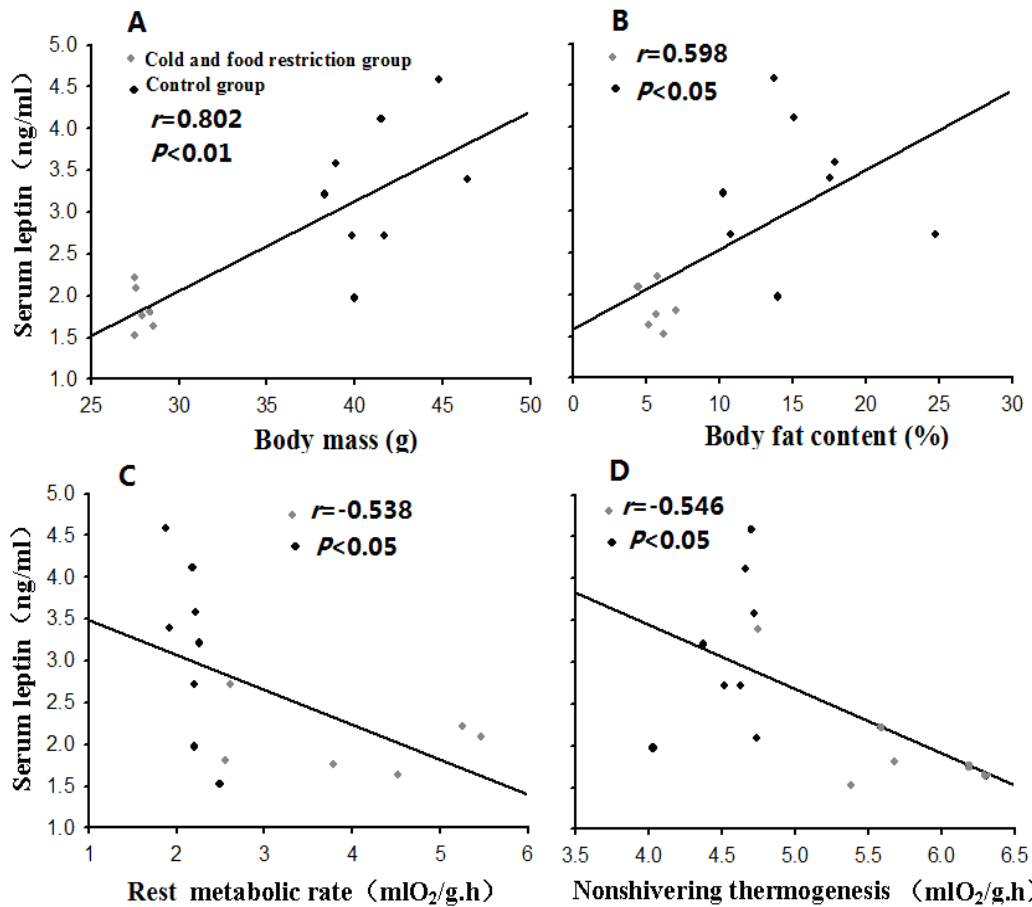 A
Serum leptin（ng/ml）
5.0
4.5
4.0
3.5
3.0
2.5
2.0
1.5
1.0
Cold and food restriction group
Control group
r=0.802
P<0.01
25 30 35 40 45 50
Body mass (g)
B
r=0.598
P<0.05
0 5 10 15 20 25 30
Body fat content (%)
C
Serum leptin（ng/ml）
5.0
4.5
4.0
3.5
3.0
2.5
2.0
1.5
1.0
r=-0.538
P<0.05
1 2 3 4 5 6
Rest metabolic rate（mlO₂/g.h）
D
r=-0.546
P<0.05
3.5 4.0 4.5 5.0 5.5 6.0 6.5
Nonshivering thermogenesis （mlO₂/g.h)